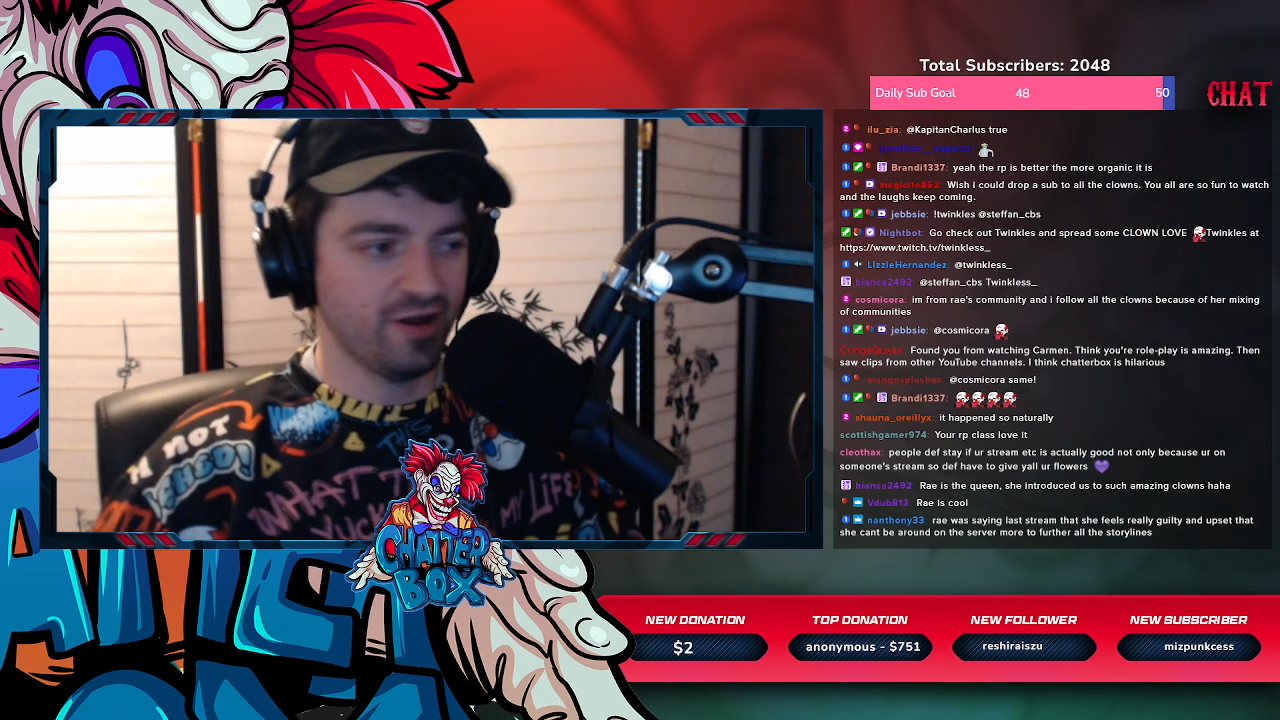 Total Subscribers: 2048
Daily Sub Goal 48 50
CHAT
ilu_zia: @KapitanCharlus true
Brandi1337: yeah the rp is better the more organic it is
magicite852: Wish I could drop a sub to all the clowns. You all are so fun to watch
and the laughs keep coming.
jebbsie: !twinkles @steffan_cbs
Nightbot: Go check out Twinkles and spread some CLOWN LOVE Twinkles at
https://www.twitch.tv/twinkless_
LizzieHernandez: @twinkless_
bianca2492 @steffan_cbs Twinkless_
cosmicora: im from rae's community and i follow all the clowns because of her mixing
of communities
jebbsie: @cosmicora
CringeQueen: Found you from watching Carmen. Think you're role-play is amazing. Then
saw clips from other YouTube channels. I think chatterbox is hilarious
mangosplashes: @cosmicora same!
Brandi1337:
shauna_oreillyx: it happened so naturally
scottishgamer974: Your rp class love it
cleothax: people def stay if ur stream etc is actually good not only because ur on
someone's stream so def have to give yall ur flowers
bianca2492 Rae is the queen, she introduced us to such amazing clowns haha
Vdub813 Rae is cool
nanthony33: rae was saying last stream that she feels really guilty and upset that
she cant be around on the server more to further all the storylines
I'M NOT
WHAT
THIS
MY LIFE
CHATTER
BOX
NEW DONATION
$2
TOP DONATION
anonymous - $751
NEW FOLLOWER
reshiraiszu
NEW SUBSCRIBER
mizpunkcess